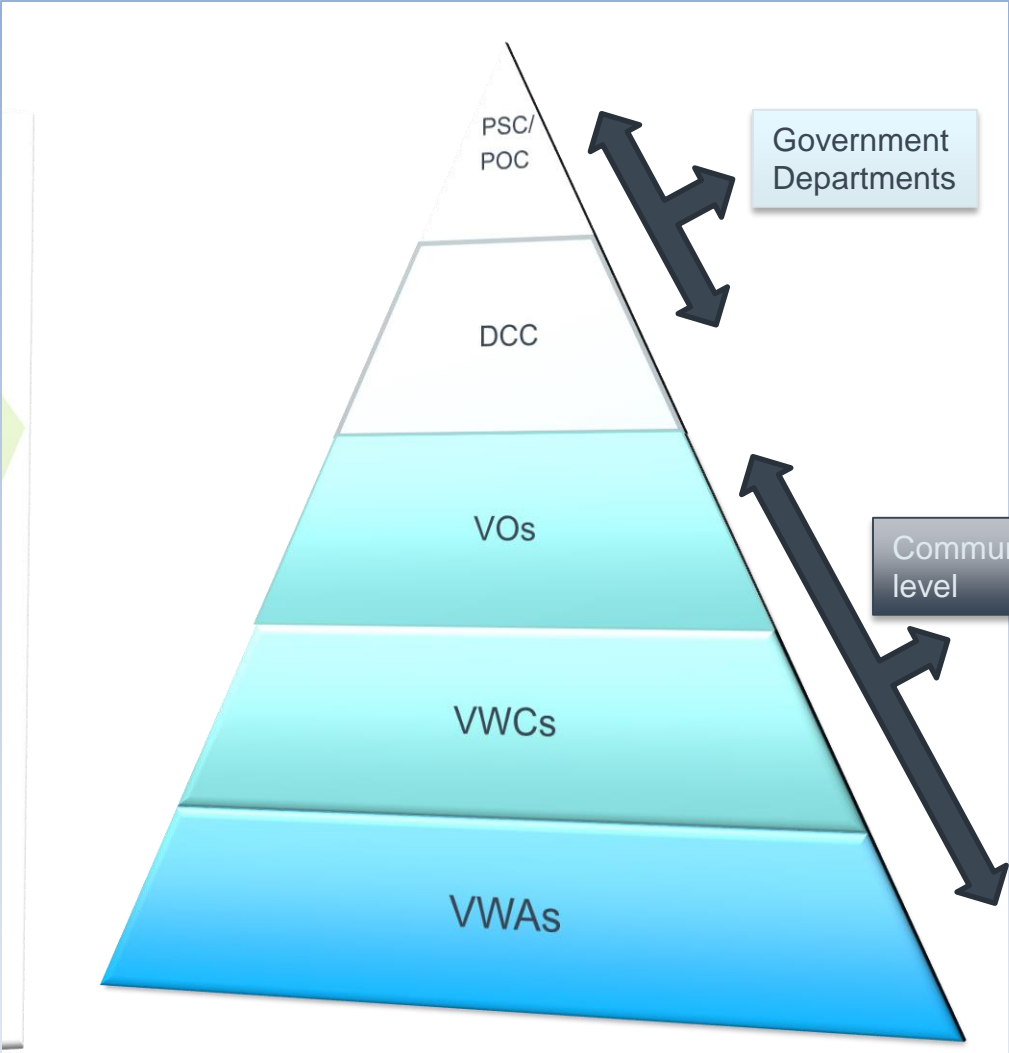 PSC/
POC
Government
Departments
DCC
VOs
level
VWCs
VWAs